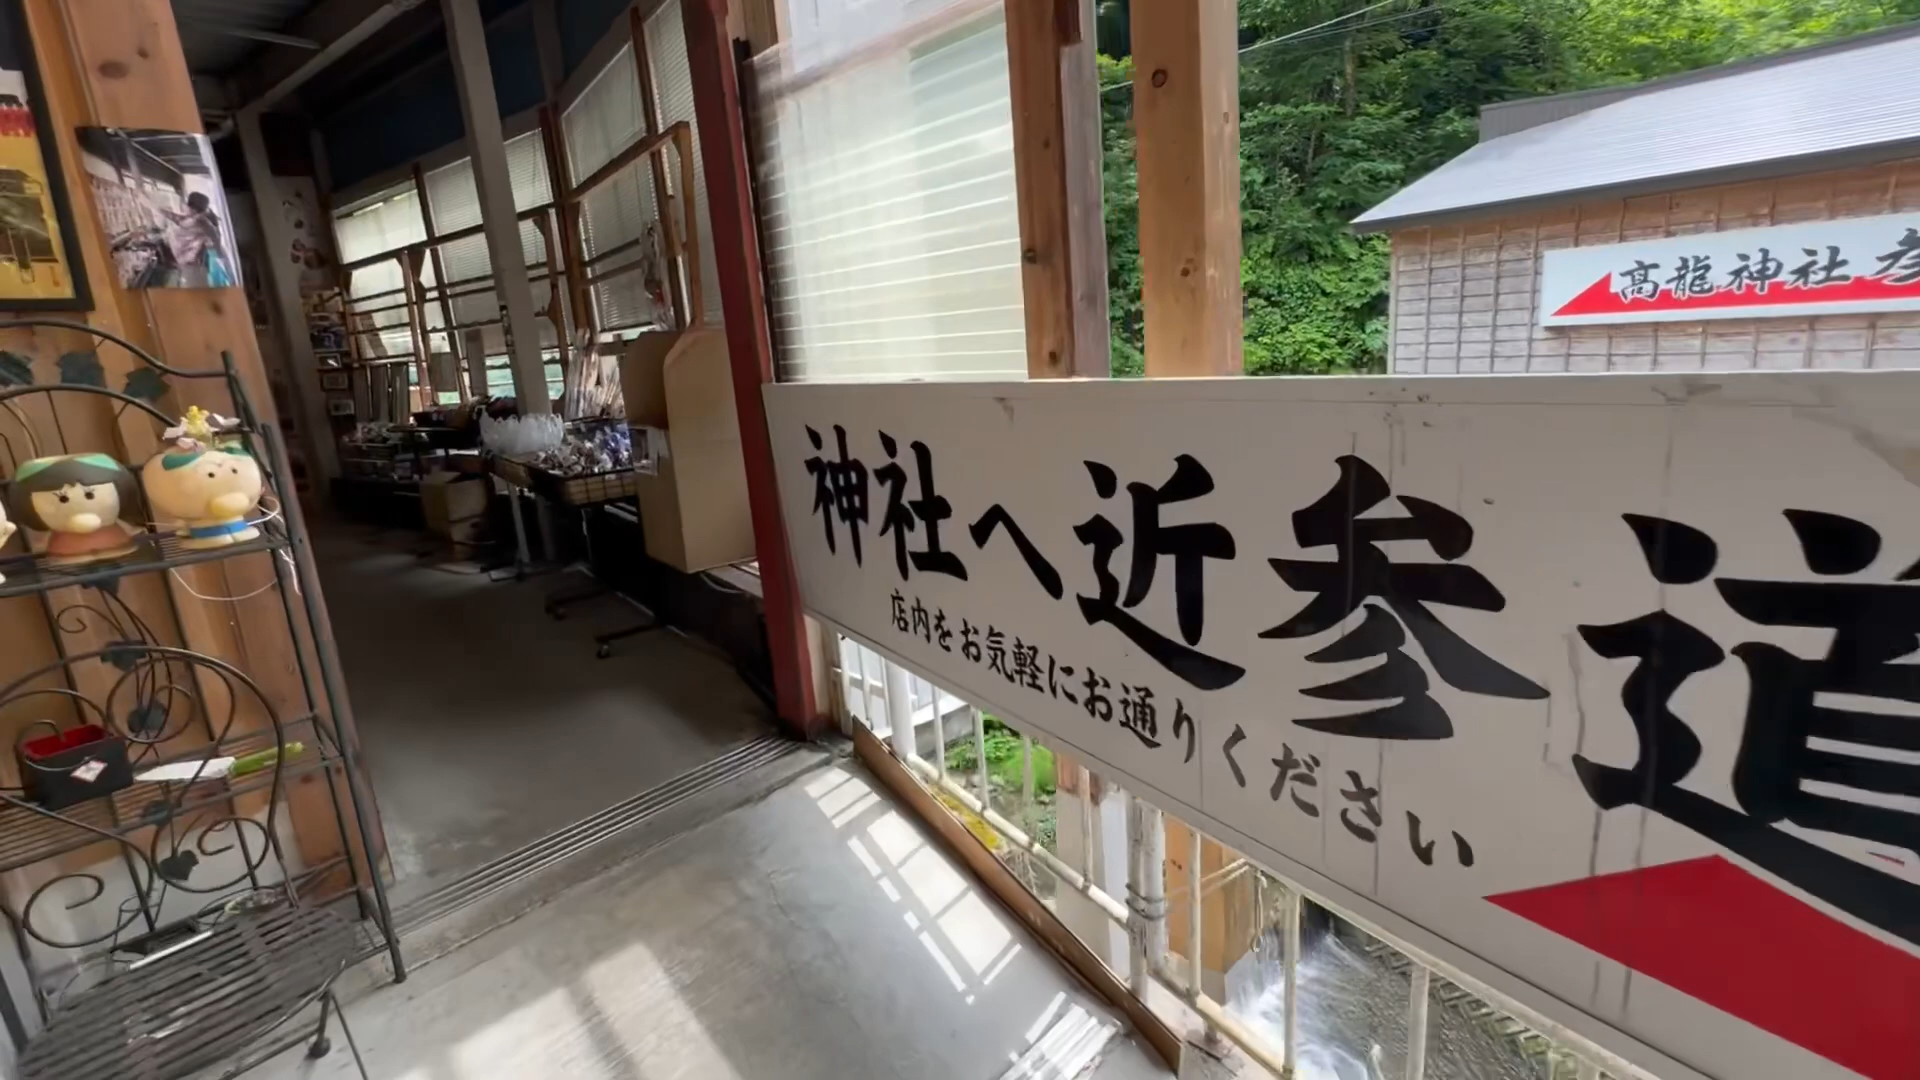 高龍神社
神社へ近参道
店内をお気軽にお通りください